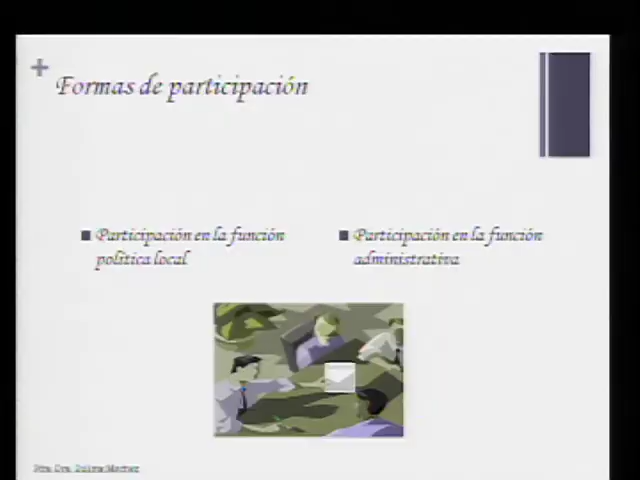 Formas de participación
Participación en la función
política local
Participación en la función
administrativa